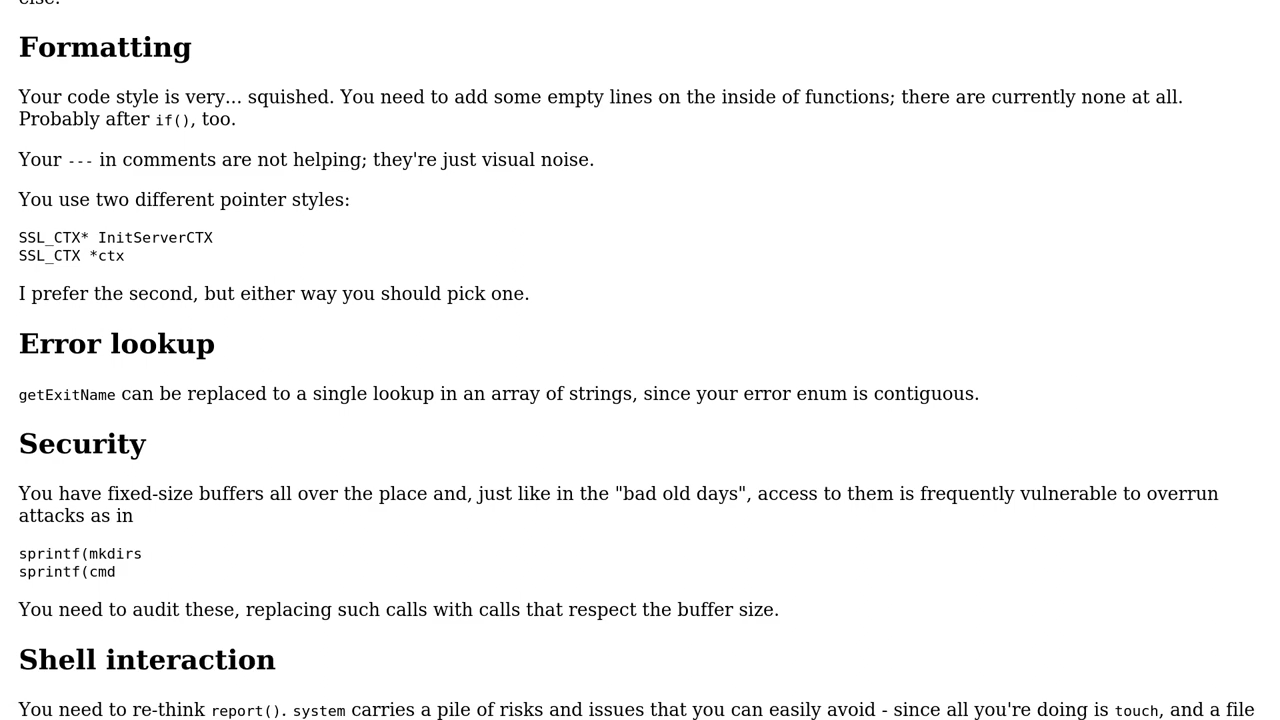 else.
Formatting
Your code style is very... squished. You need to add some empty lines on the inside of functions; there are currently none at all.
Probably after if(), too.
Your --- in comments are not helping; they're just visual noise.
You use two different pointer styles:
SSL_CTX* InitServerCTX
SSL_CTX *ctx
I prefer the second, but either way you should pick one.
Error lookup
getExitName can be replaced to a single lookup in an array of strings, since your error enum is contiguous.
Security
You have fixed-size buffers all over the place and, just like in the "bad old days", access to them is frequently vulnerable to overrun
attacks as in
sprintf(mkdirs
sprintf(cmd
You need to audit these, replacing such calls with calls that respect the buffer size.
Shell interaction
You need to re-think report(). system carries a pile of risks and issues that you can easily avoid - since all you're doing is touch, and a file